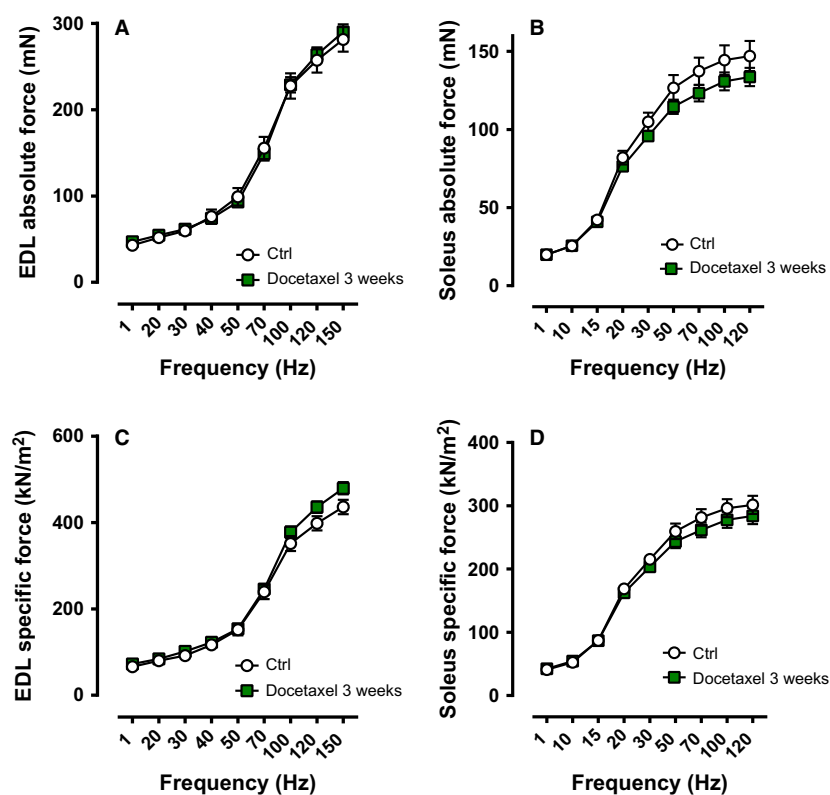 A
EDL absolute force (mN)
300
200
100
0
Ctrl
Docetaxel 3 weeks
1 20 30 40 50 70 100 120 150
Frequency (Hz)
B
Soleus absolute force (mN)
150
100
50
0
Ctrl
Docetaxel 3 weeks
1 10 15 20 30 50 70 100 120
Frequency (Hz)
C
EDL specific force (kN/m²)
600
400
200
0
Ctrl
Docetaxel 3 weeks
1 20 30 40 50 70 100 120 150
Frequency (Hz)
D
Soleus specific force (kN/m²)
400
300
200
100
0
Ctrl
Docetaxel 3 weeks
1 10 15 20 30 50 70 100 120
Frequency (Hz)